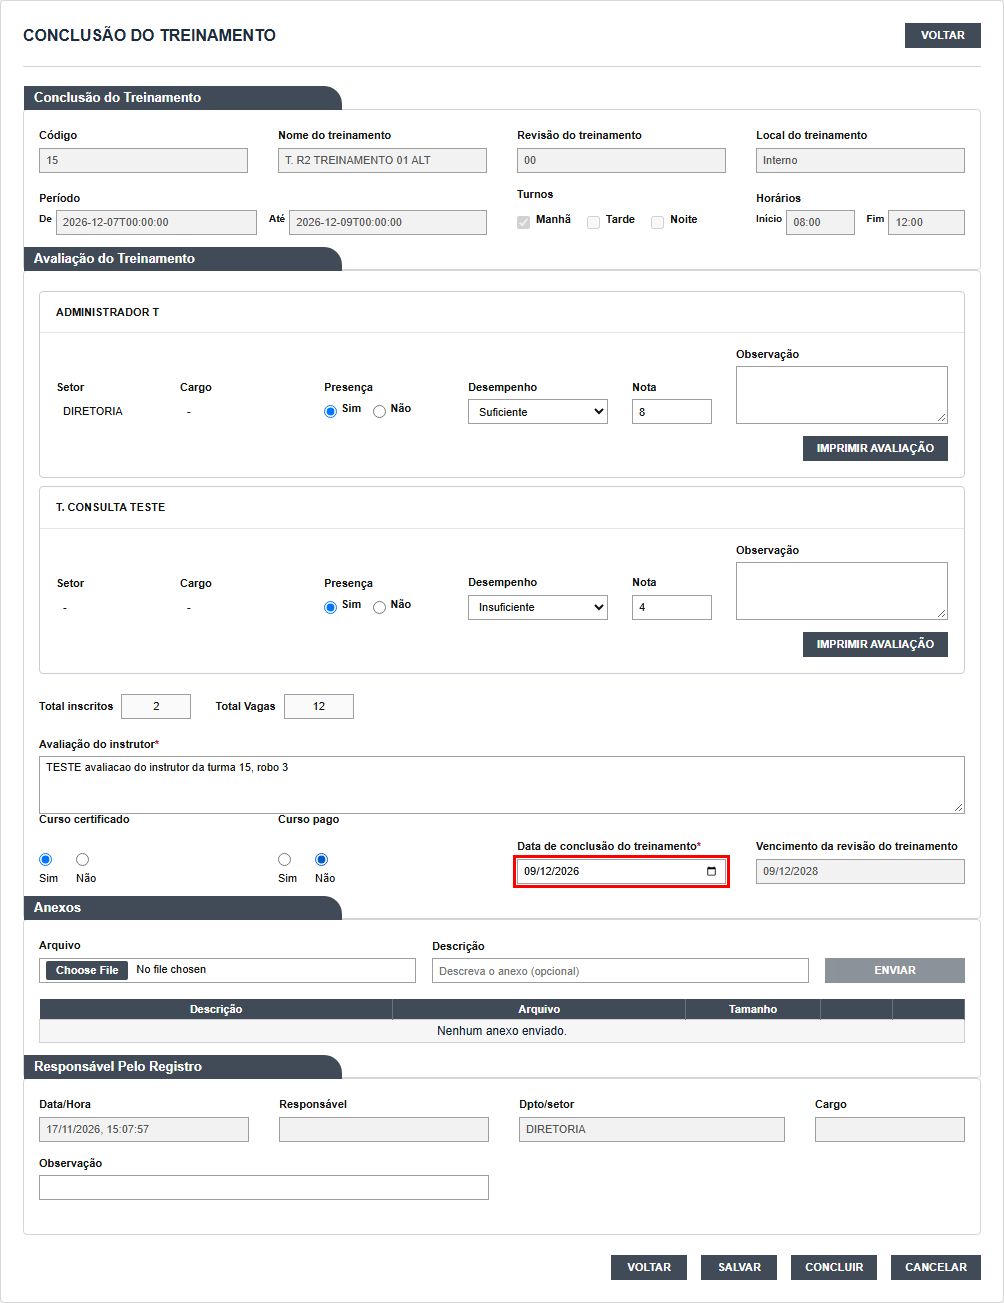 CONCLUSÃO DO TREINAMENTO
VOLTAR
Conclusão do Treinamento
Código
Nome do treinamento
Revisão do treinamento
Local do treinamento
15
T. R2 TREINAMENTO 01 ALT
00
Interno
Período
Turnos
Horários
De
2026-12-07T00:00:00
Até
2026-12-09T00:00:00
Manhã
Tarde
Noite
Início
08:00
Fim
12:00
Avaliação do Treinamento
ADMINISTRADOR T
Observação
Setor
Cargo
Presença
Desempenho
Nota
DIRETORIA
-
Sim
Não
Suficiente
8
IMPRIMIR AVALIAÇÃO
T. CONSULTA TESTE
Observação
Setor
Cargo
Presença
Desempenho
Nota
-
-
Sim
Não
Insuficiente
4
IMPRIMIR AVALIAÇÃO
Total inscritos
2
Total Vagas
12
Avaliação do instrutor*
TESTE avaliacao do instrutor da turma 15, robo 3
Curso certificado
Curso pago
Data de conclusão do treinamento*
Vencimento da revisão do treinamento
Sim
Não
Sim
Não
09/12/2026
09/12/2028
Anexos
Arquivo
Descrição
Choose File
No file chosen
Descreva o anexo (opcional)
ENVIAR
Descrição
Arquivo
Tamanho
Nenhum anexo enviado.
Responsável Pelo Registro
Data/Hora
Responsável
Dpto/setor
Cargo
17/11/2026, 15:07:57
DIRETORIA
Observação
VOLTAR
SALVAR
CONCLUIR
CANCELAR